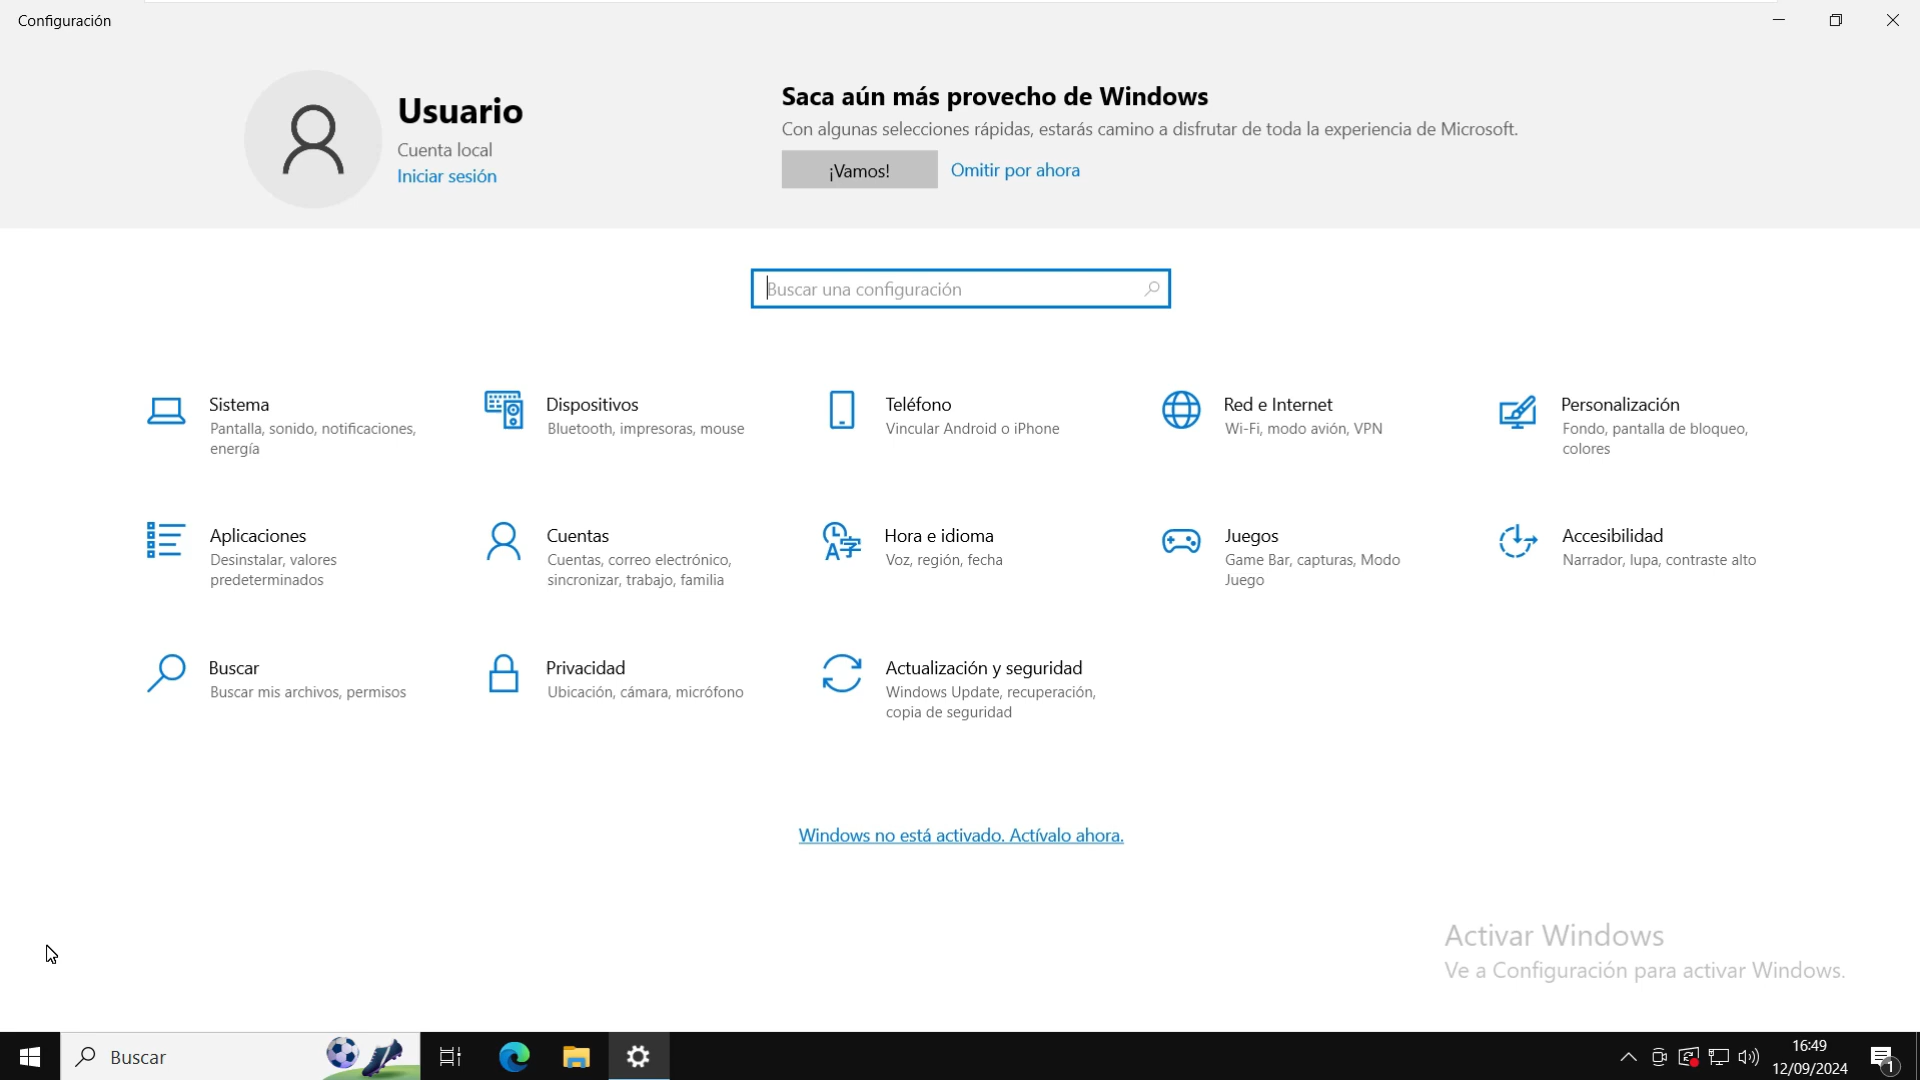 Configuración
Usuario
Cuenta local
Iniciar sesión
Saca aún más provecho de Windows
Con algunas selecciones rápidas, estarás camino a disfrutar de toda la experiencia de Microsoft.
¡Vamos!
Omitir por ahora
Buscar una configuración
Sistema
Pantalla, sonido, notificaciones,
energía
Dispositivos
Bluetooth, impresoras, mouse
Teléfono
Vincular Android o iPhone
Red e Internet
Wi-Fi, modo avión, VPN
Personalización
Fondo, pantalla de bloqueo,
colores
Aplicaciones
Desinstalar, valores
predeterminados
Cuentas
Cuentas, correo electrónico,
sincronizar, trabajo, familia
Hora e idioma
Voz, región, fecha
Juegos
Game Bar, capturas, Modo
Juego
Accesibilidad
Narrador, lupa, contraste alto
Buscar
Buscar mis archivos, permisos
Privacidad
Ubicación, cámara, micrófono
Actualización y seguridad
Windows Update, recuperación,
copia de seguridad
Windows no está activado. Actívalo ahora.
Activar Windows
Ve a Configuración para activar Windows.
Buscar
16:49
12/09/2024
1